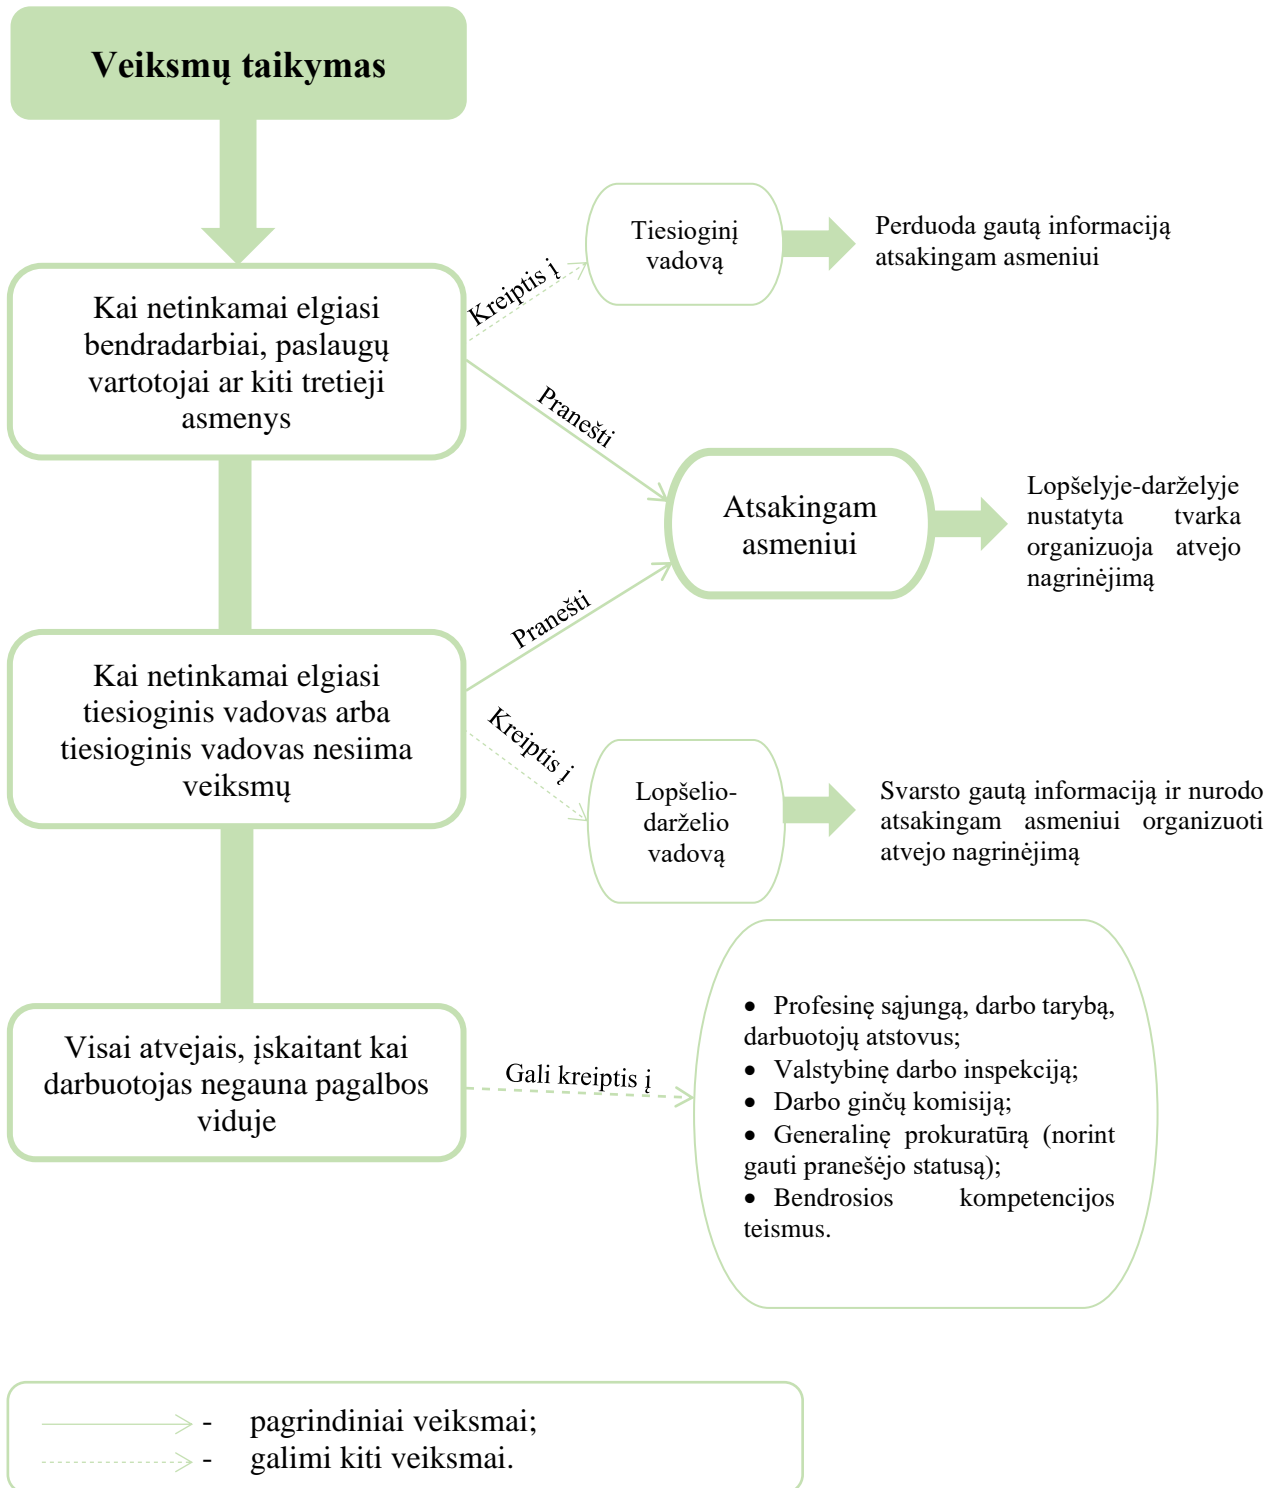 Veiksmų taikymas
Kai netinkamai elgiasi
bendradarbiai, paslaugų
vartotojai ar kiti tretieji
asmenys
Kreiptis į
Tiesioginį
vadovą
Perduoda gautą informaciją
atsakingam asmeniui
Pranešti
Atsakingam
asmeniui
Lopšelyje-darželyje
nustatyta tvarka
organizuoja atvejo
nagrinėjimą
Pranešti
Kai netinkamai elgiasi
tiesioginis vadovas arba
tiesioginis vadovas nesiima
veiksmų
Kreiptis į
Lopšelio-
darželio
vadovą
Svarsto gautą informaciją ir nurodo
atsakingam asmeniui organizuoti
atvejo nagrinėjimą
Visai atvejais, įskaitant kai
darbuotojas negauna pagalbos
viduje
Gali kreiptis į
• Profesinę sąjungą, darbo tarybą,
darbuotojų atstovus;
• Valstybinę darbo inspekciją;
• Darbo ginčų komisiją;
• Generalinę prokuratūrą (norint
gauti pranešėjo statusą);
• Bendrosios kompetencijos
teismus.
- pagrindiniai veiksmai;
- galimi kiti veiksmai.